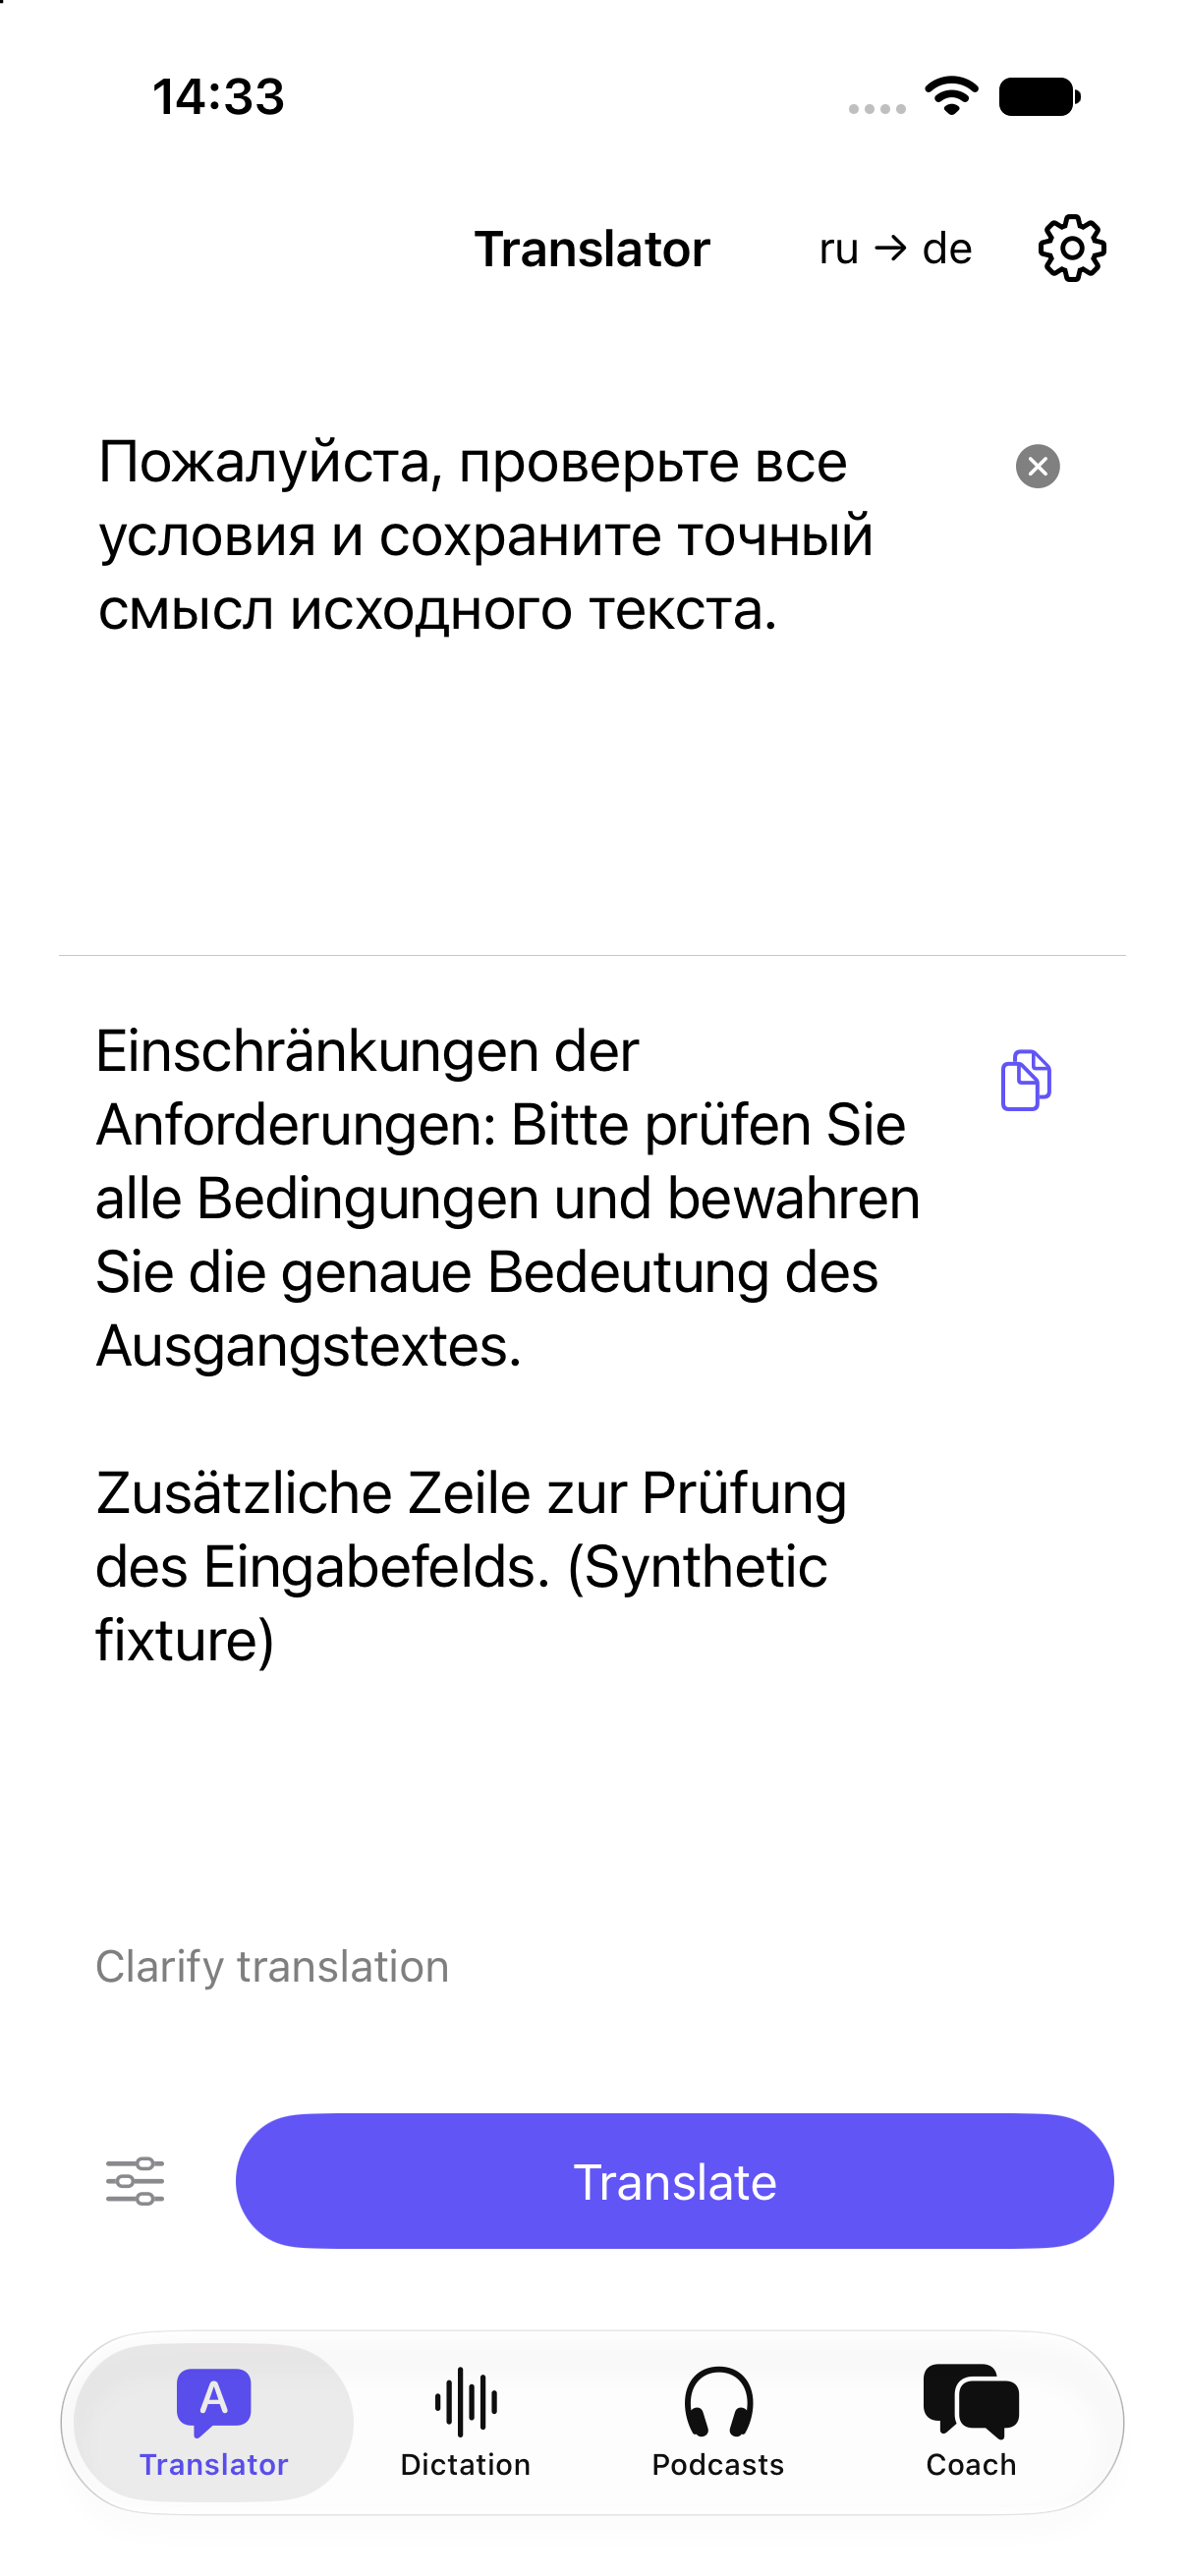 14:33
Translator
ru → de
Пожалуйста, проверьте все
условия и сохраните точный
смысл исходного текста.
Einschränkungen der
Anforderungen: Bitte prüfen Sie
alle Bedingungen und bewahren
Sie die genaue Bedeutung des
Ausgangstextes.
Zusätzliche Zeile zur Prüfung
des Eingabefelds. (Synthetic
fixture)
Clarify translation
Translate
A
Translator
Dictation
Podcasts
Coach